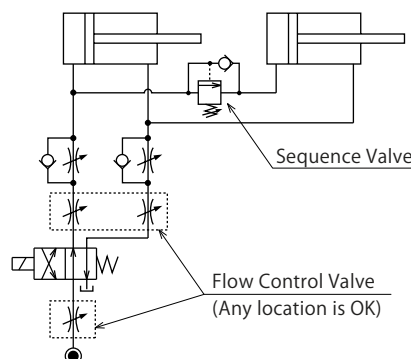 Sequence Valve
Flow Control Valve
(Any location is OK)